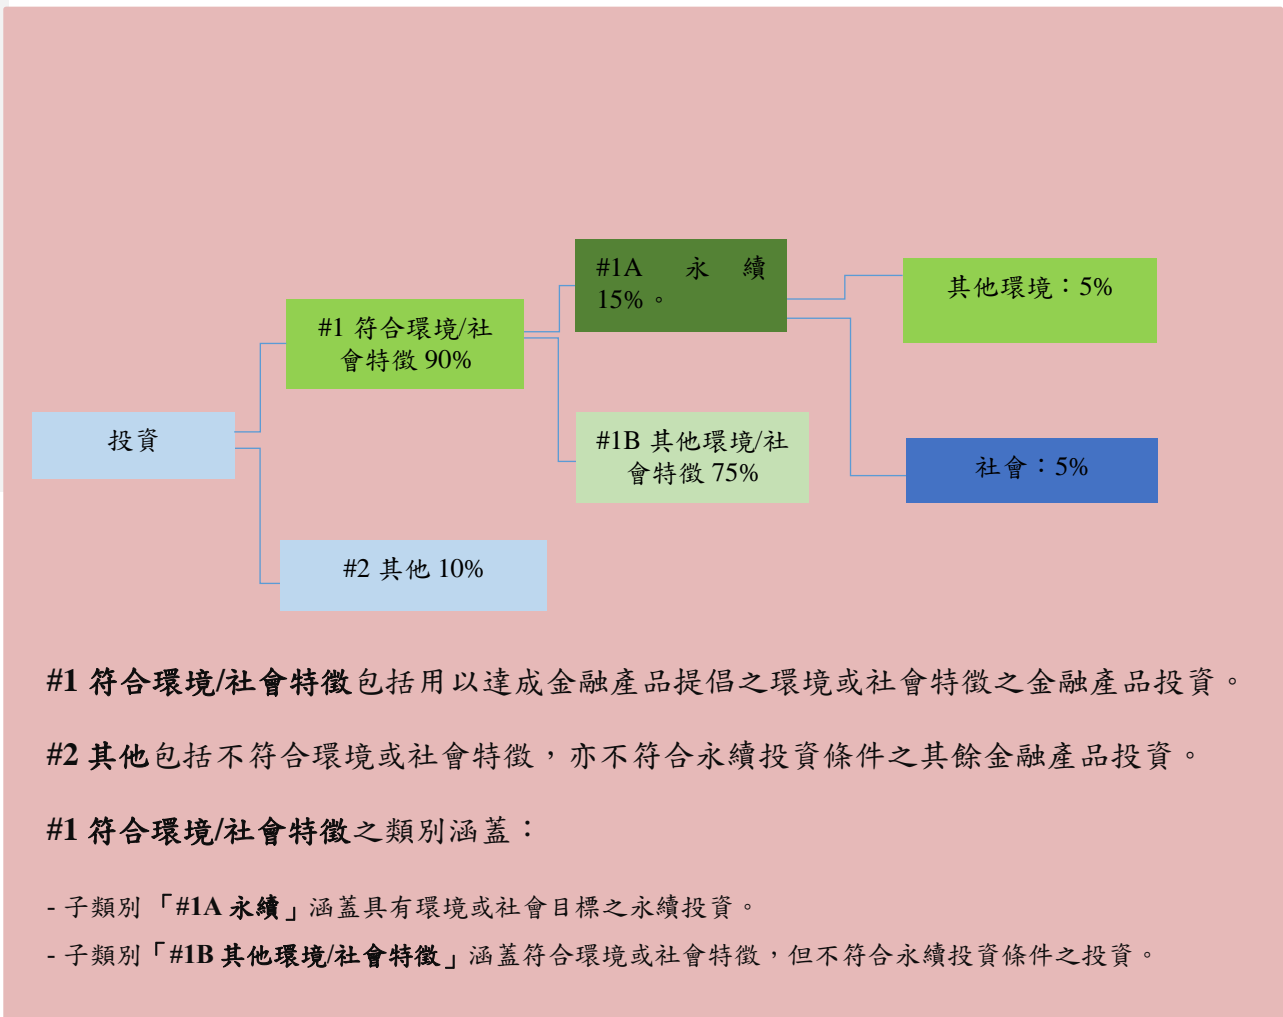 #1A 永續
15%。
其他環境：5%
#1 符合環境/社
會特徵 90%
投資
#1B 其他環境/社
會特徵 75%
社會：5%
#2 其他 10%
#1 符合環境/社會特徵包括用以達成金融產品提倡之環境或社會特徵之金融產品投資。
#2 其他包括不符合環境或社會特徵，亦不符合永續投資條件之其餘金融產品投資。
#1 符合環境/社會特徵之類別涵蓋：
- 子類別「#1A 永續」涵蓋具有環境或社會目標之永續投資。
- 子類別「#1B 其他環境/社會特徵」涵蓋符合環境或社會特徵，但不符合永續投資條件之投資。